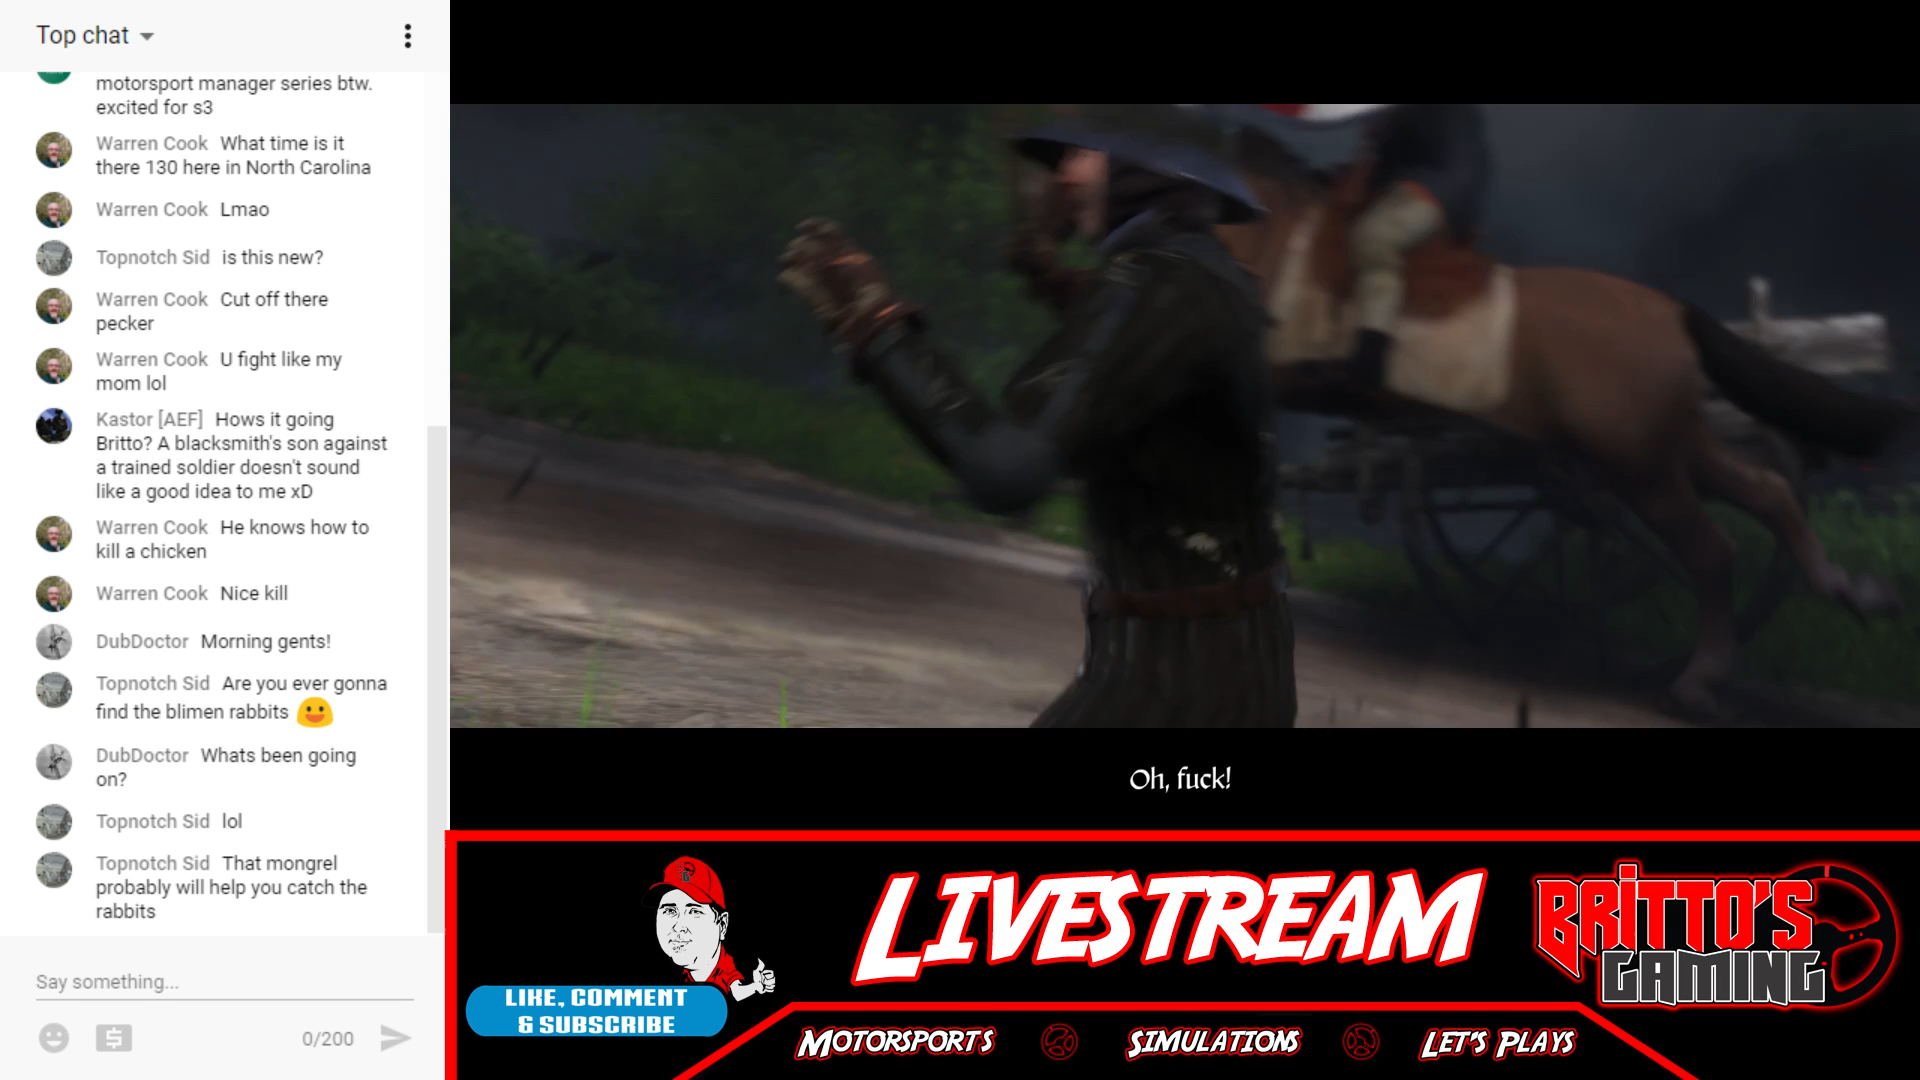 Top chat
motorsport manager series btw.
excited for s3
Warren Cook What time is it
there 130 here in North Carolina
Warren Cook Lmao
Topnotch Sid is this new?
Warren Cook Cut off there
pecker
Warren Cook U fight like my
mom lol
Kastor [AEF] Hows it going
Britto? A blacksmith's son against
a trained soldier doesn't sound
like a good idea to me xD
Warren Cook He knows how to
kill a chicken
Warren Cook Nice kill
DubDoctor Morning gents!
Topnotch Sid Are you ever gonna
find the blimen rabbits
DubDoctor Whats been going
on?
Topnotch Sid lol
Topnotch Sid That mongrel
probably will help you catch the
rabbits
Say something...
0/200
Oh, fuck!
LIKE, COMMENT
& SUBSCRIBE
LIVESTREAM
BRITTO'S
GAMING
MOTORSPORTS
SIMULATIONS
LET'S PLAYS